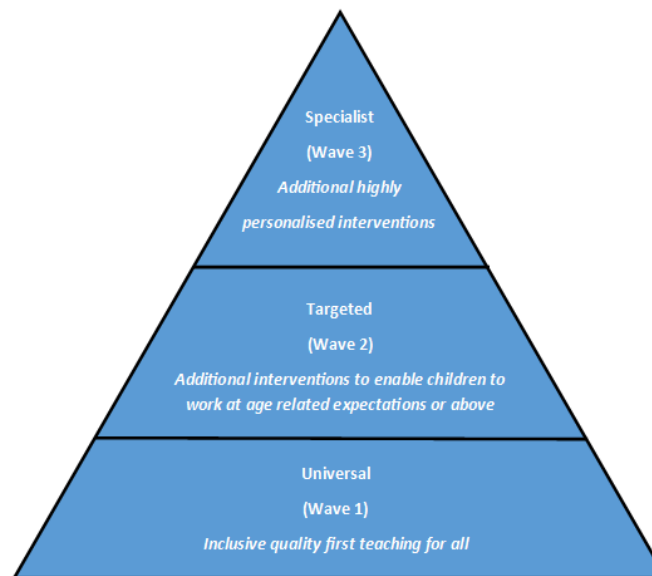 Specialist
(Wave 3)
Additional highly
personalised interventions
Targeted
(Wave 2)
Additional interventions to enable children to
work at age related expectations or above
Universal
(Wave 1)
Inclusive quality first teaching for all